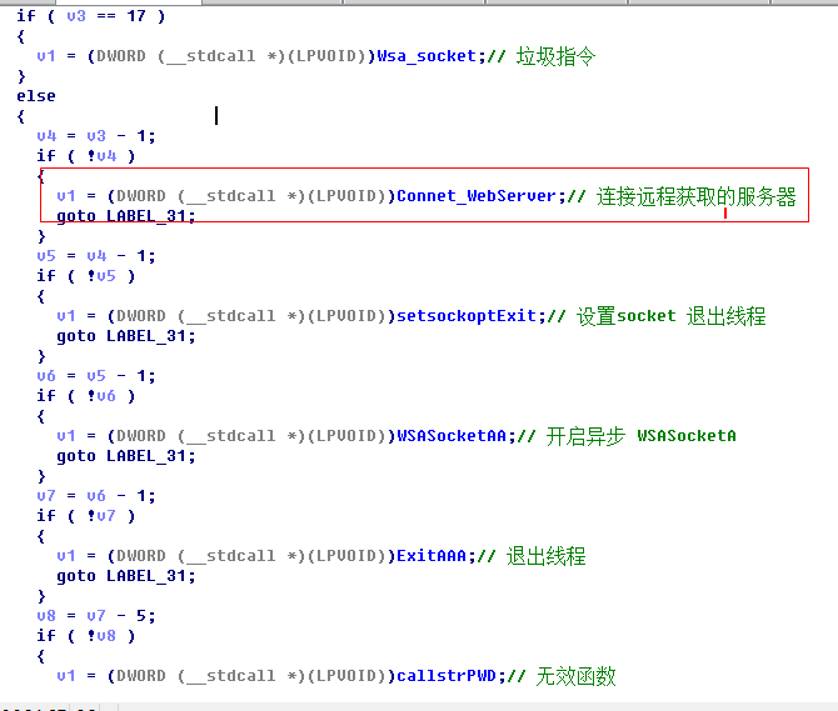 if ( v3 == 17 )
{
v1 = (DWORD (__stdcall *)(LPVOID))Wsa_socket;// 垃圾指令
}
else
{
v4 = v3 - 1;
if ( !v4 )
{
v1 = (DWORD (__stdcall *)(LPVOID))Connet_WebServer;// 连接远程获取的服务器
goto LABEL_31;
}
v5 = v4 - 1;
if ( !v5 )
{
v1 = (DWORD (__stdcall *)(LPVOID))setsockoptExit;// 设置socket 退出线程
goto LABEL_31;
}
v6 = v5 - 1;
if ( !v6 )
{
v1 = (DWORD (__stdcall *)(LPVOID))WSASocketAA;// 开启异步 WSASocketA
goto LABEL_31;
}
v7 = v6 - 1;
if ( !v7 )
{
v1 = (DWORD (__stdcall *)(LPVOID))ExitAAA;// 退出线程
goto LABEL_31;
}
v8 = v7 - 5;
if ( !v8 )
{
v1 = (DWORD (__stdcall *)(LPVOID))callstrPWD;// 无效函数